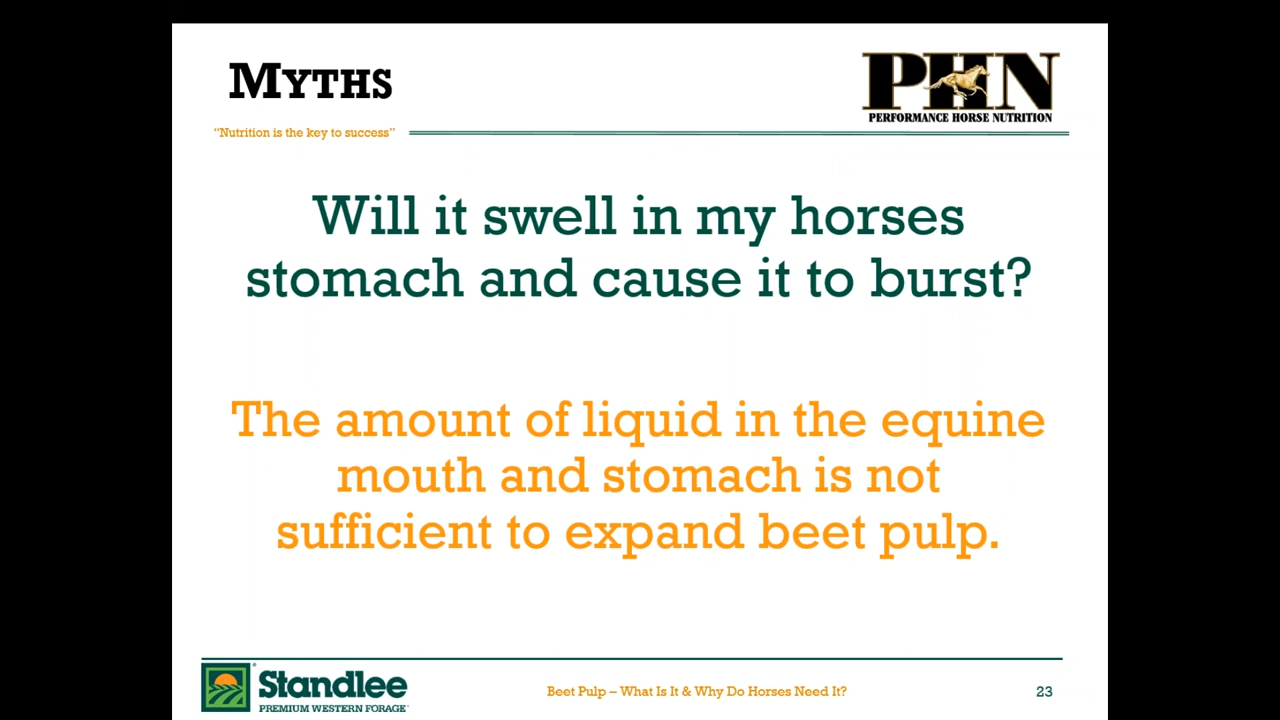 MYTHS
PHN
PERFORMANCE HORSE NUTRITION
"Nutrition is the key to success"
Will it swell in my horses
stomach and cause it to burst?
The amount of liquid in the equine
mouth and stomach is not
sufficient to expand beet pulp.
Standlee
PREMIUM WESTERN FORAGE
Beet Pulp – What Is It & Why Do Horses Need It?
23